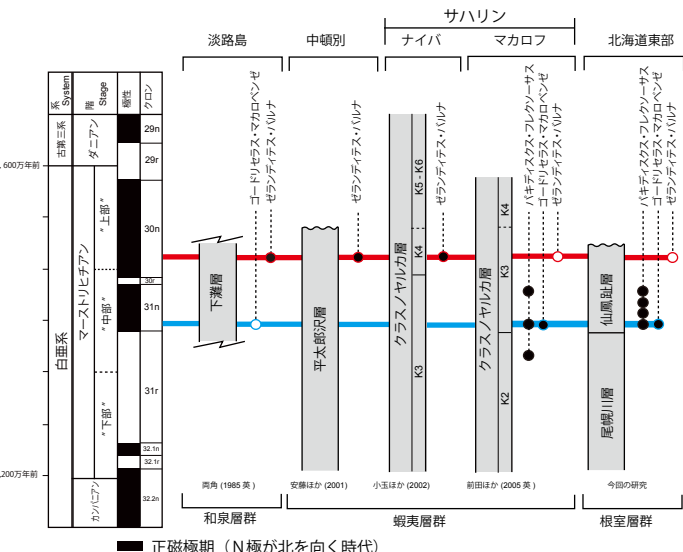 サハリン
淡路島 中頓別 ナイバ マカロフ 北海道東部
系 System
階 Stage
極性
クロン
古第三系
ダニアン
白亜系
マーストリヒチアン
“上部”
“中部”
“下部”
カンパニアン
29n
29r
30n
30r
31n
31r
32.1n
32.1r
32.2n
600万年前
200万年前
下灘層
ゴードリセラス・マカロベンゼ
ゼランディテス・バルナ
平太郎沢層
ゼランディテス・バルナ
クラスノヤルカ層
K5 - K6
K4
K3
ゼランディテス・バルナ
クラスノヤルカ層
K4
K3
K2
パキディスクス・フレクソーサス
ゴードリセラス・マカロベンゼ
ゼランディテス・バルナ
仙鳳趾層
尾幌川層
パキディスクス・フレクソーサス
ゴードリセラス・マカロベンゼ
ゼランディテス・バルナ
両角 (1985 英 ) 安藤ほか (2001) 小玉ほか (2002) 前田ほか (2005 英 ) 今回の研究
和泉層群 蝦夷層群 根室層群
正磁極期（N極が北を向く時代）